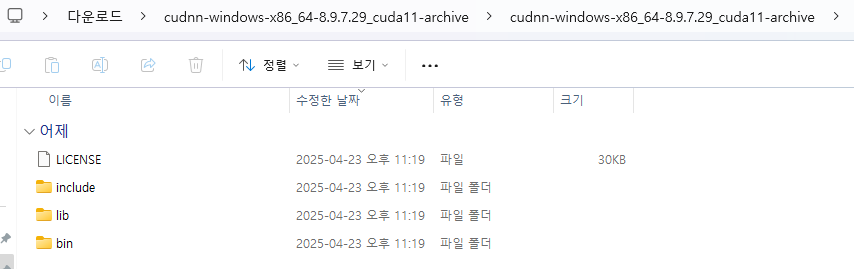 다운로드 > cudnn-windows-x86_64-8.9.7.29_cuda11-archive > cudnn-windows-x86_64-8.9.7.29_cuda11-archive >
정렬 보기 ...
이름 수정한 날짜 유형 크기
어제
LICENSE 2025-04-23 오후 11:19 파일 30KB
include 2025-04-23 오후 11:19 파일 폴더
lib 2025-04-23 오후 11:19 파일 폴더
bin 2025-04-23 오후 11:19 파일 폴더